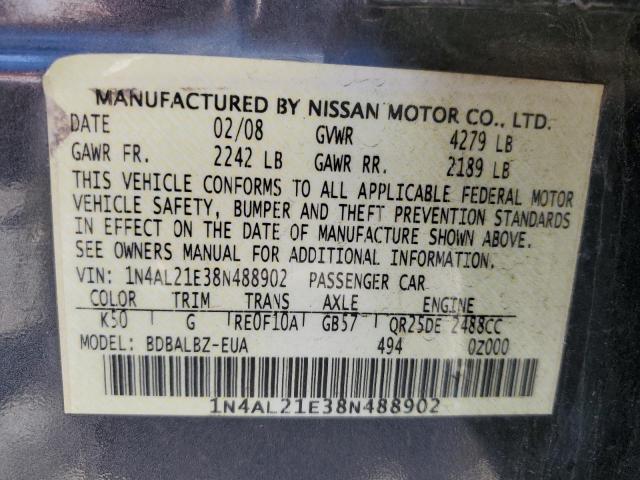 MANUFACTURED BY NISSAN MOTOR CO., LTD.
DATE 02/08 GVWR 4279 LB
GAWR FR. 2242 LB GAWR RR. 2189 LB
THIS VEHICLE CONFORMS TO ALL APPLICABLE FEDERAL MOTOR
VEHICLE SAFETY, BUMPER AND THEFT PREVENTION STANDARDS
IN EFFECT ON THE DATE OF MANUFACTURE SHOWN ABOVE.
SEE OWNERS MANUAL FOR ADDITIONAL INFORMATION.
VIN: 1N4AL21E38N488902 PASSENGER CAR
COLOR TRIM TRANS AXLE ENGINE
K50 G RE0F10A GB57 QR25DE 2488CC
MODEL: BDBALBZ-EUA 494 0Z000
1N4AL21E38N488902